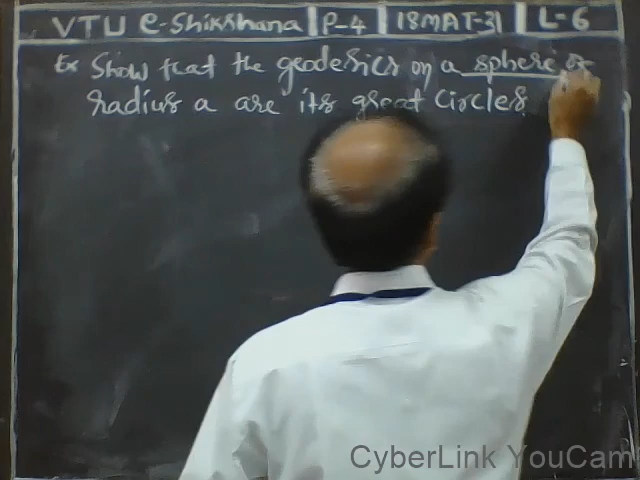 VTU e-Shikshana P-4 18MAT-31 L-6
Ex Show that the geodesics on a sphere of
radius a are its great circles.
CyberLink YouCam